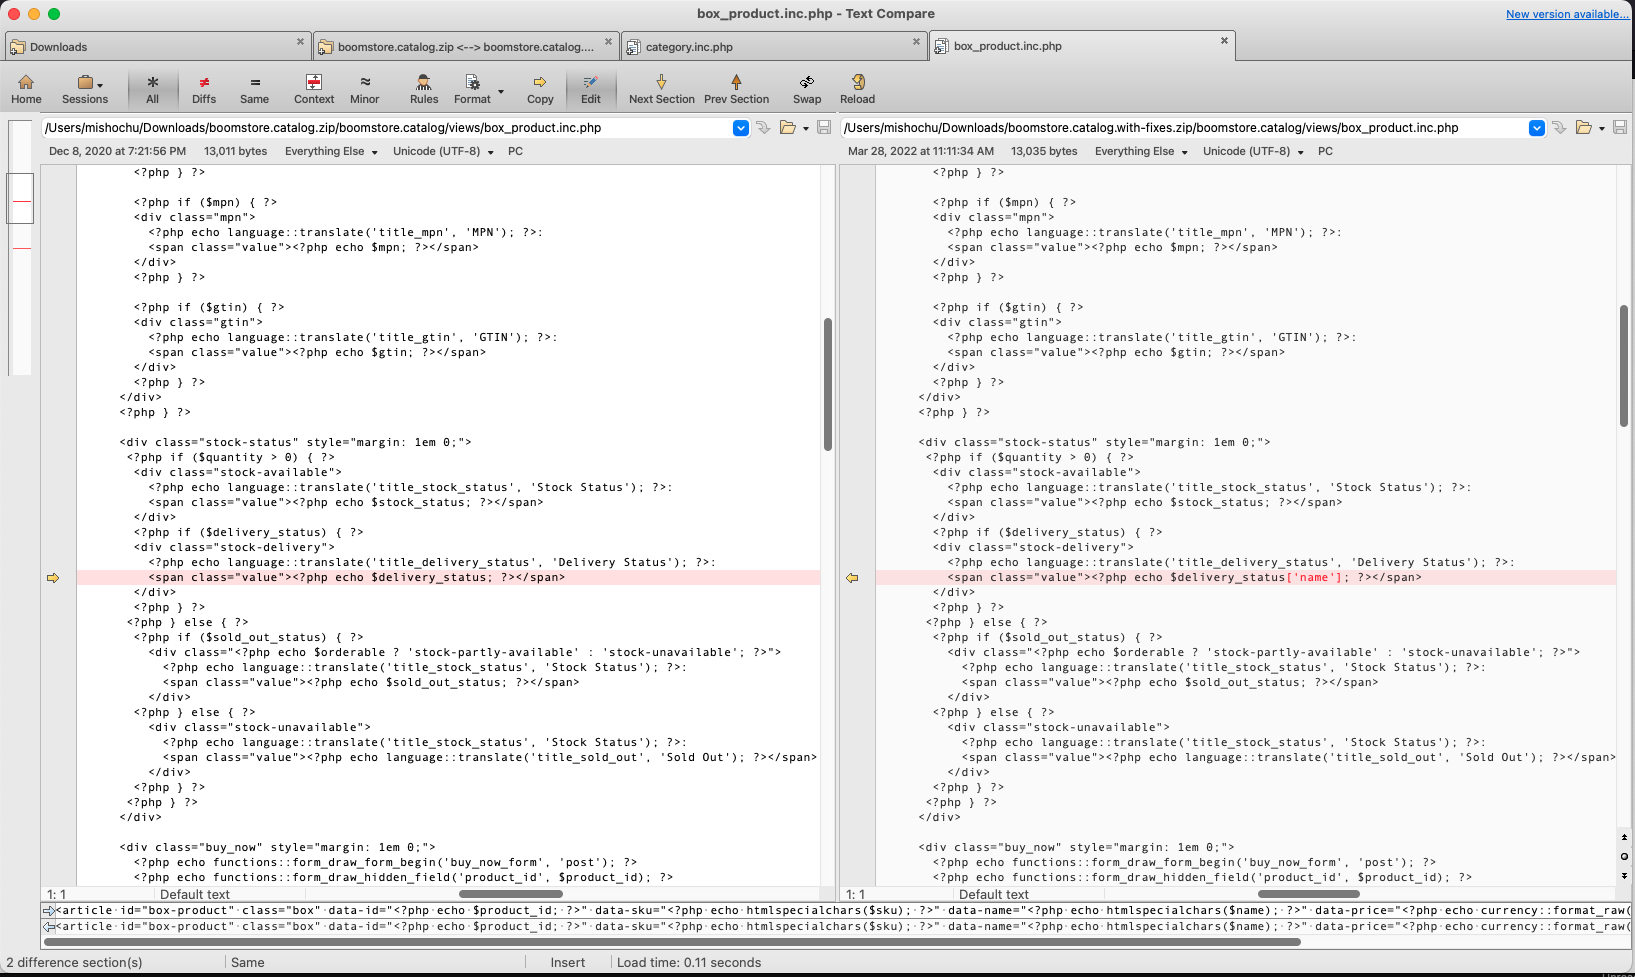 box_product.inc.php - Text Compare
New version available...
Downloads
boomstore.catalog.zip <--> boomstore.catalog....
category.inc.php
box_product.inc.php
Home
Sessions
All
Diffs
Same
Context
Minor
Rules
Format
Copy
Edit
Next Section
Prev Section
Swap
Reload
/Users/mishochu/Downloads/boomstore.catalog.zip/boomstore.catalog/views/box_product.inc.php
Dec 8, 2020 at 7:21:56 PM 13,011 bytes Everything Else Unicode (UTF-8) PC
<?php } ?>
<?php if ($mpn) { ?>
<div class="mpn">
<?php echo language::translate('title_mpn', 'MPN'); ?>:
<span class="value"><?php echo $mpn; ?></span>
</div>
<?php } ?>
<?php if ($gtin) { ?>
<div class="gtin">
<?php echo language::translate('title_gtin', 'GTIN'); ?>:
<span class="value"><?php echo $gtin; ?></span>
</div>
<?php } ?>
</div>
<?php } ?>
<div class="stock-status" style="margin: 1em 0;">
<?php if ($quantity > 0) { ?>
<div class="stock-available">
<?php echo language::translate('title_stock_status', 'Stock Status'); ?>:
<span class="value"><?php echo $stock_status; ?></span>
</div>
<?php if ($delivery_status) { ?>
<div class="stock-delivery">
<?php echo language::translate('title_delivery_status', 'Delivery Status'); ?>:
<span class="value"><?php echo $delivery_status; ?></span>
</div>
<?php } ?>
<?php } else { ?>
<?php if ($sold_out_status) { ?>
<div class="<?php echo $orderable ? 'stock-partly-available' : 'stock-unavailable'; ?>">
<?php echo language::translate('title_stock_status', 'Stock Status'); ?>:
<span class="value"><?php echo $sold_out_status; ?></span>
</div>
<?php } else { ?>
<div class="stock-unavailable">
<?php echo language::translate('title_stock_status', 'Stock Status'); ?>:
<span class="value"><?php echo language::translate('title_sold_out', 'Sold Out'); ?></span>
</div>
<?php } ?>
<?php } ?>
</div>
<div class="buy_now" style="margin: 1em 0;">
<?php echo functions::form_draw_form_begin('buy_now_form', 'post'); ?>
<?php echo functions::form_draw_hidden_field('product_id', $product_id); ?>
1: 1 Default text
/Users/mishochu/Downloads/boomstore.catalog.with-fixes.zip/boomstore.catalog/views/box_product.inc.php
Mar 28, 2022 at 11:11:34 AM 13,035 bytes Everything Else Unicode (UTF-8) PC
<?php } ?>
<?php if ($mpn) { ?>
<div class="mpn">
<?php echo language::translate('title_mpn', 'MPN'); ?>:
<span class="value"><?php echo $mpn; ?></span>
</div>
<?php } ?>
<?php if ($gtin) { ?>
<div class="gtin">
<?php echo language::translate('title_gtin', 'GTIN'); ?>:
<span class="value"><?php echo $gtin; ?></span>
</div>
<?php } ?>
</div>
<?php } ?>
<div class="stock-status" style="margin: 1em 0;">
<?php if ($quantity > 0) { ?>
<div class="stock-available">
<?php echo language::translate('title_stock_status', 'Stock Status'); ?>:
<span class="value"><?php echo $stock_status; ?></span>
</div>
<?php if ($delivery_status) { ?>
<div class="stock-delivery">
<?php echo language::translate('title_delivery_status', 'Delivery Status'); ?>:
<span class="value"><?php echo $delivery_status['name']; ?></span>
</div>
<?php } ?>
<?php } else { ?>
<?php if ($sold_out_status) { ?>
<div class="<?php echo $orderable ? 'stock-partly-available' : 'stock-unavailable'; ?>">
<?php echo language::translate('title_stock_status', 'Stock Status'); ?>:
<span class="value"><?php echo $sold_out_status; ?></span>
</div>
<?php } else { ?>
<div class="stock-unavailable">
<?php echo language::translate('title_stock_status', 'Stock Status'); ?>:
<span class="value"><?php echo language::translate('title_sold_out', 'Sold Out'); ?></span>
</div>
<?php } ?>
<?php } ?>
</div>
<div class="buy_now" style="margin: 1em 0;">
<?php echo functions::form_draw_form_begin('buy_now_form', 'post'); ?>
<?php echo functions::form_draw_hidden_field('product_id', $product_id); ?>
1: 1 Default text
<article·id="box-product"·class="box"·data-id="<?php·echo·$product_id;·?>"·data-sku="<?php·echo·htmlspecialchars($sku);·?>"·data-name="<?php·echo·htmlspecialchars($name);·?>"·data-price="<?php·echo·currency::format_raw(
<article·id="box-product"·class="box"·data-id="<?php·echo·$product_id;·?>"·data-sku="<?php·echo·htmlspecialchars($sku);·?>"·data-name="<?php·echo·htmlspecialchars($name);·?>"·data-price="<?php·echo·currency::format_raw(
2 difference section(s) Same Insert Load time: 0.11 seconds